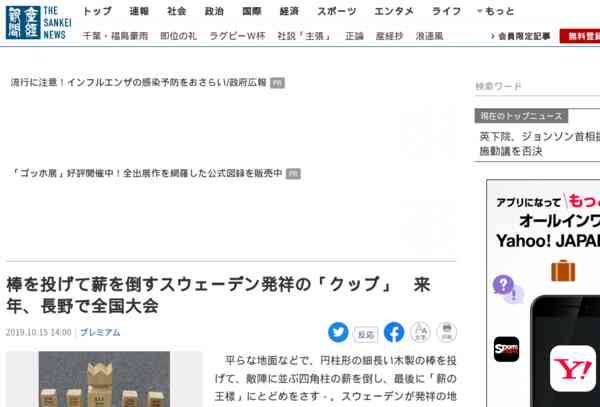 産経新聞
THE SANKEI NEWS
トップ 速報 社会 政治 国際 経済 スポーツ エンタメ ライフ もっと
千葉・福島豪雨 即位の礼 ラグビーW杯 社説「主張」 正論 産経抄 浪速風
会員限定記事
無料登録
流行に注意!インフルエンザの感染予防をおさらい/政府広報 PR
検索ワード
現在のトップニュース
英下院、ジョンソン首相提
施動議を否決
「ゴッホ展」好評開催中!全出展作を網羅した公式図録を販売中 PR
アプリになって もっ
オールインワ
Yahoo! JAPAN
棒を投げて薪を倒すスウェーデン発祥の「クッブ」 来
年、長野で全国大会
2019.10.15 14:00 プレミアム
反応
文字
印刷
平らな地面などで、円柱形の細長い木製の棒を投
げて、敵陣に並ぶ四角柱の薪を倒し、最後に「薪の
王様」にとどめをさす-。スウェーデンが発祥の地
Y!